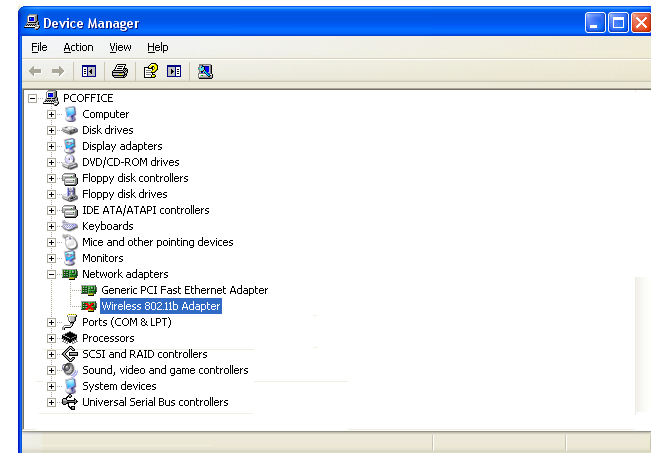 Device Manager
File Action View Help
PCOFFICE
Computer
Disk drives
Display adapters
DVD/CD-ROM drives
Floppy disk controllers
Floppy disk drives
IDE ATA/ATAPI controllers
Keyboards
Mice and other pointing devices
Monitors
Network adapters
Generic PCI Fast Ethernet Adapter
Wireless 802.11b Adapter
Ports (COM & LPT)
Processors
SCSI and RAID controllers
Sound, video and game controllers
System devices
Universal Serial Bus controllers